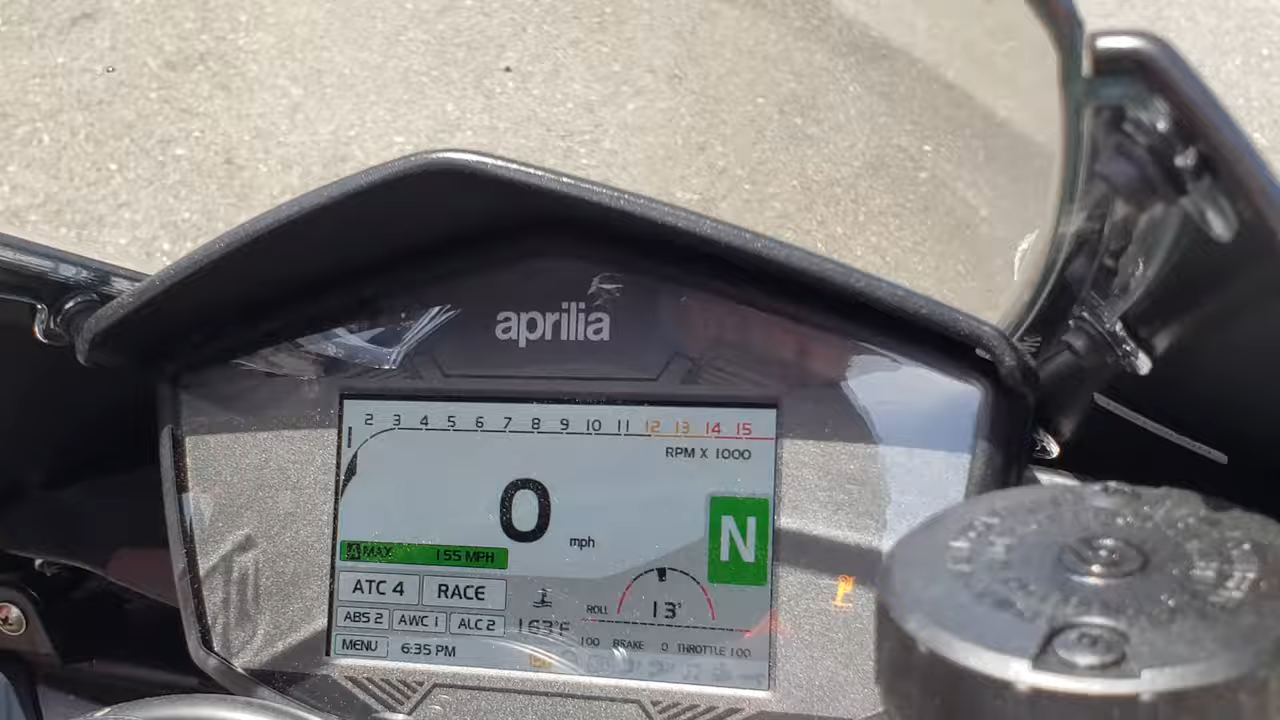 aprilia
2 3 4 5 6 7 8 9 10 11 12 13 14 15
RPM X 1000
0 mph
N
MAX 155 MPH
ATC 4 RACE
ROLL 13°
ABS 2 AWC 1 ALC 2 163°F
100 BRAKE 0 THROTTLE 100
MENU 6:35 PM